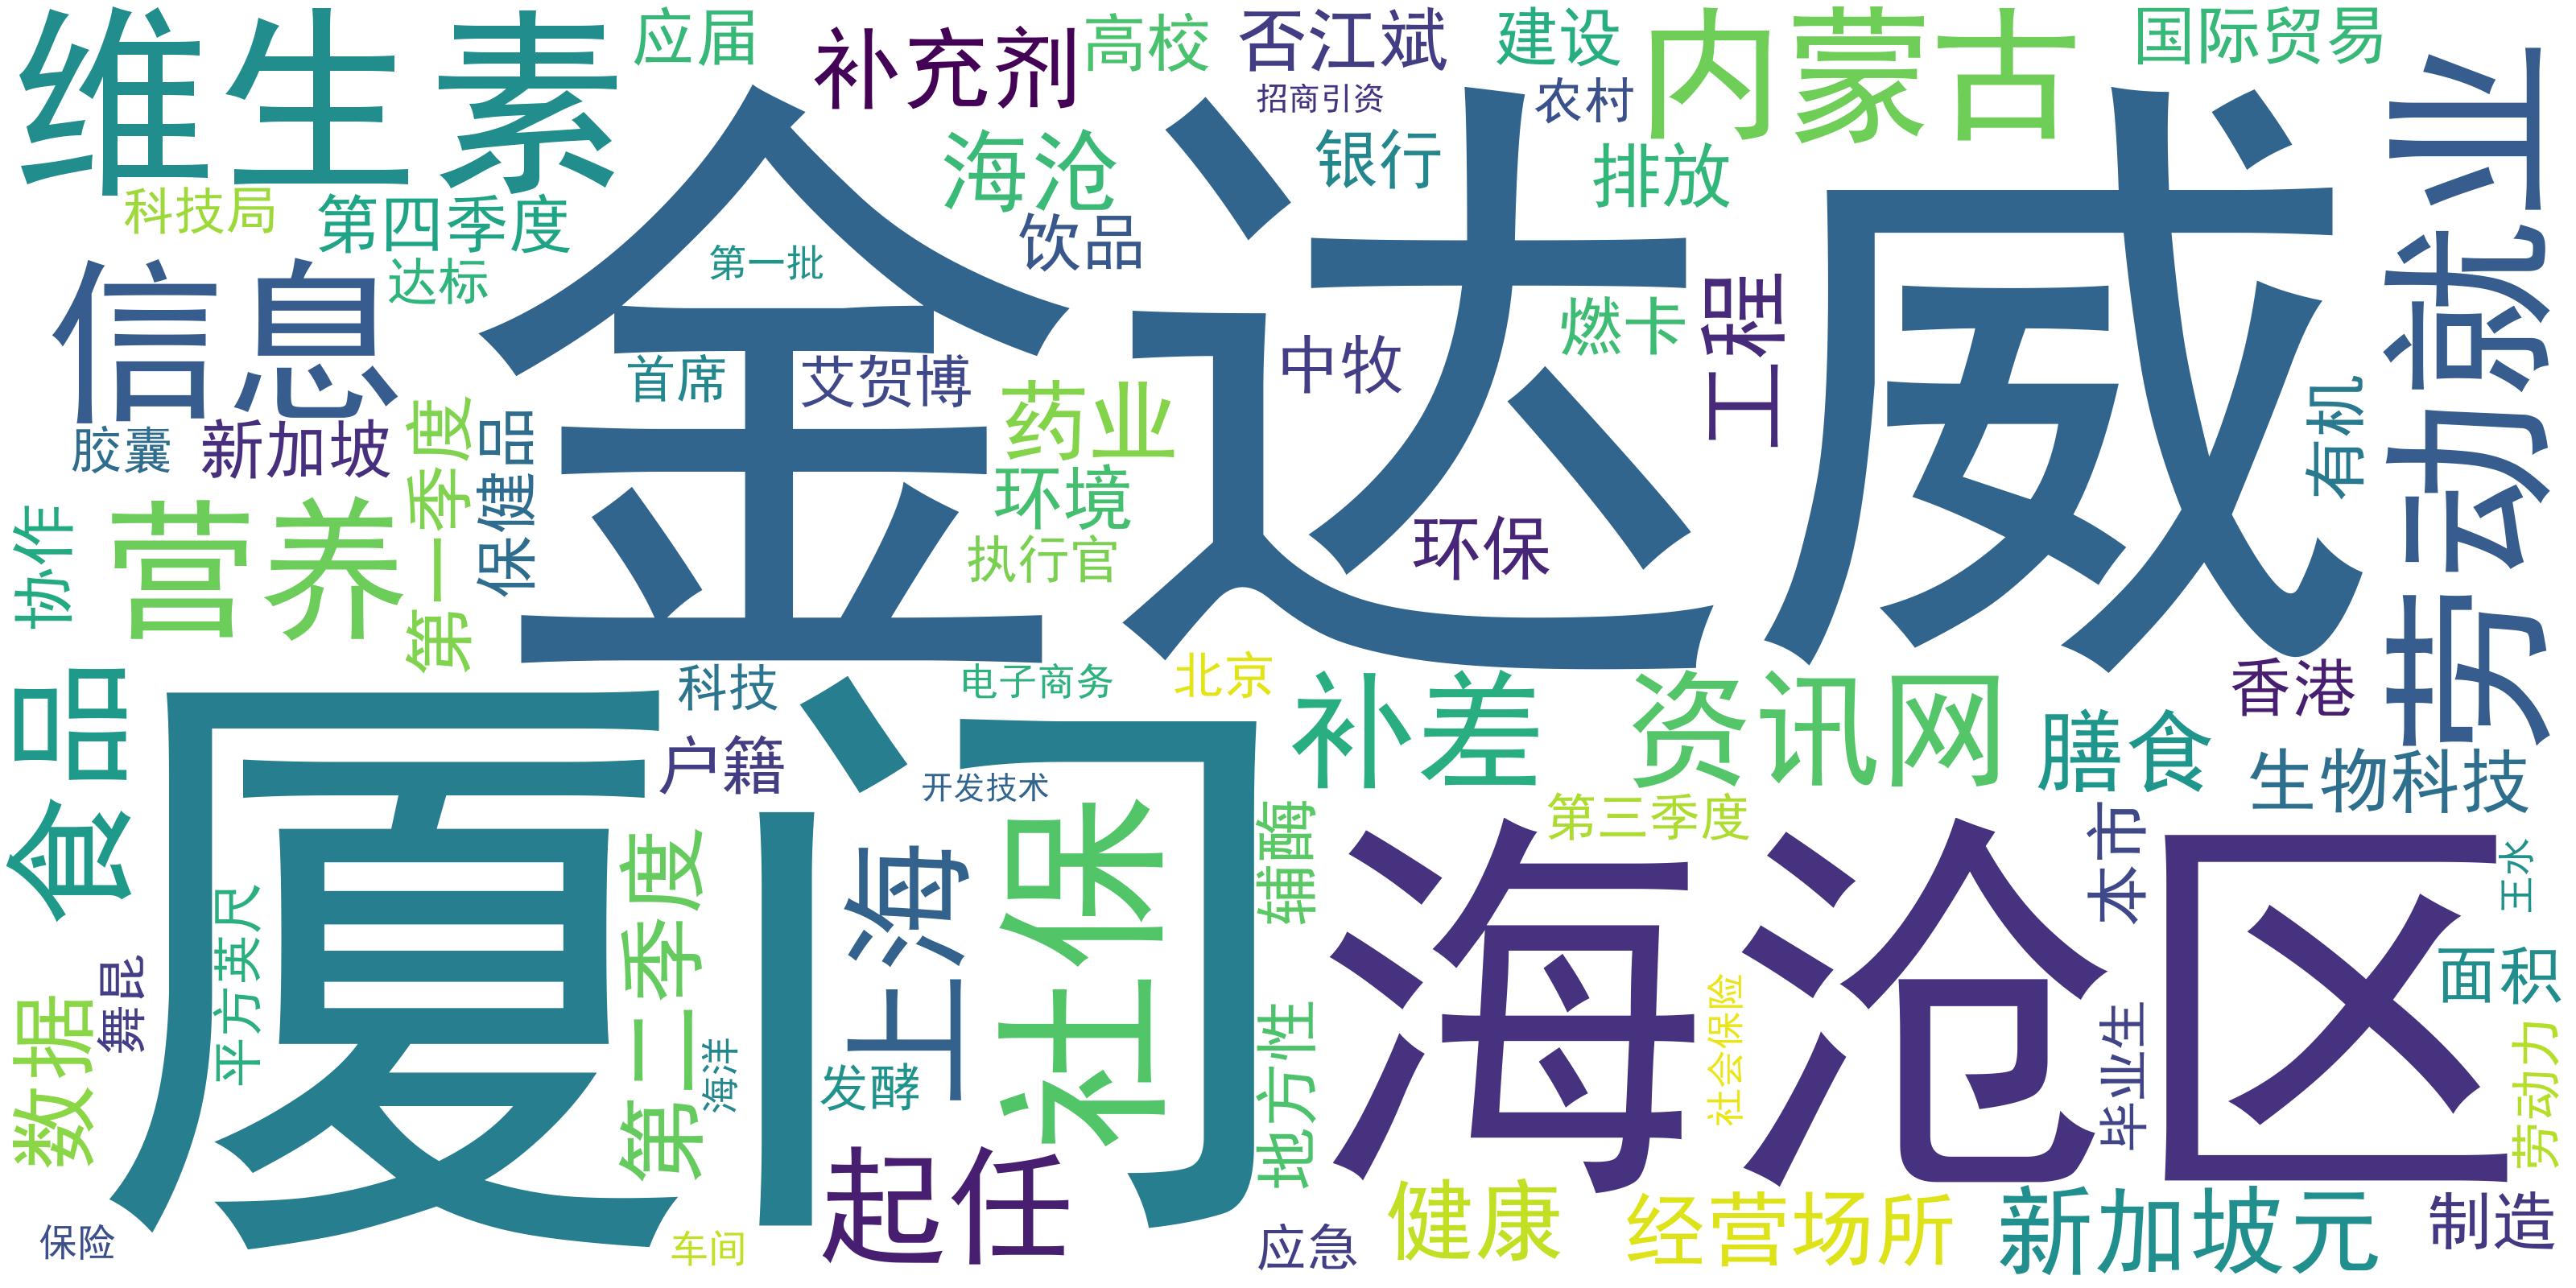 维生素
应届
补充剂
高校
否江斌
建设
内蒙古
国际贸易
招商引资
农村
劳动就业
科技局
第四季度
海沧
银行
排放
金达威
饮品
第一批
信息
达标
首席
艾贺博
中牧
燃卡
工程
药业
有机
胶囊
新加坡
第一季度
保健品
环境
环保
执行官
协作
营养
食品
科技
电子商务
北京
补差
资讯网
香港
膳食
厦门
户籍
开发技术
生物科技
第三季度
海沧区
第二季度
上海
社保
辅酶
本市
王水
平方英尺
舞昆
数据
海洋
发酵
地方性
社会保险
毕业生
面积
劳动力
起任
健康
经营场所
新加坡元
制造
保险
车间
应急